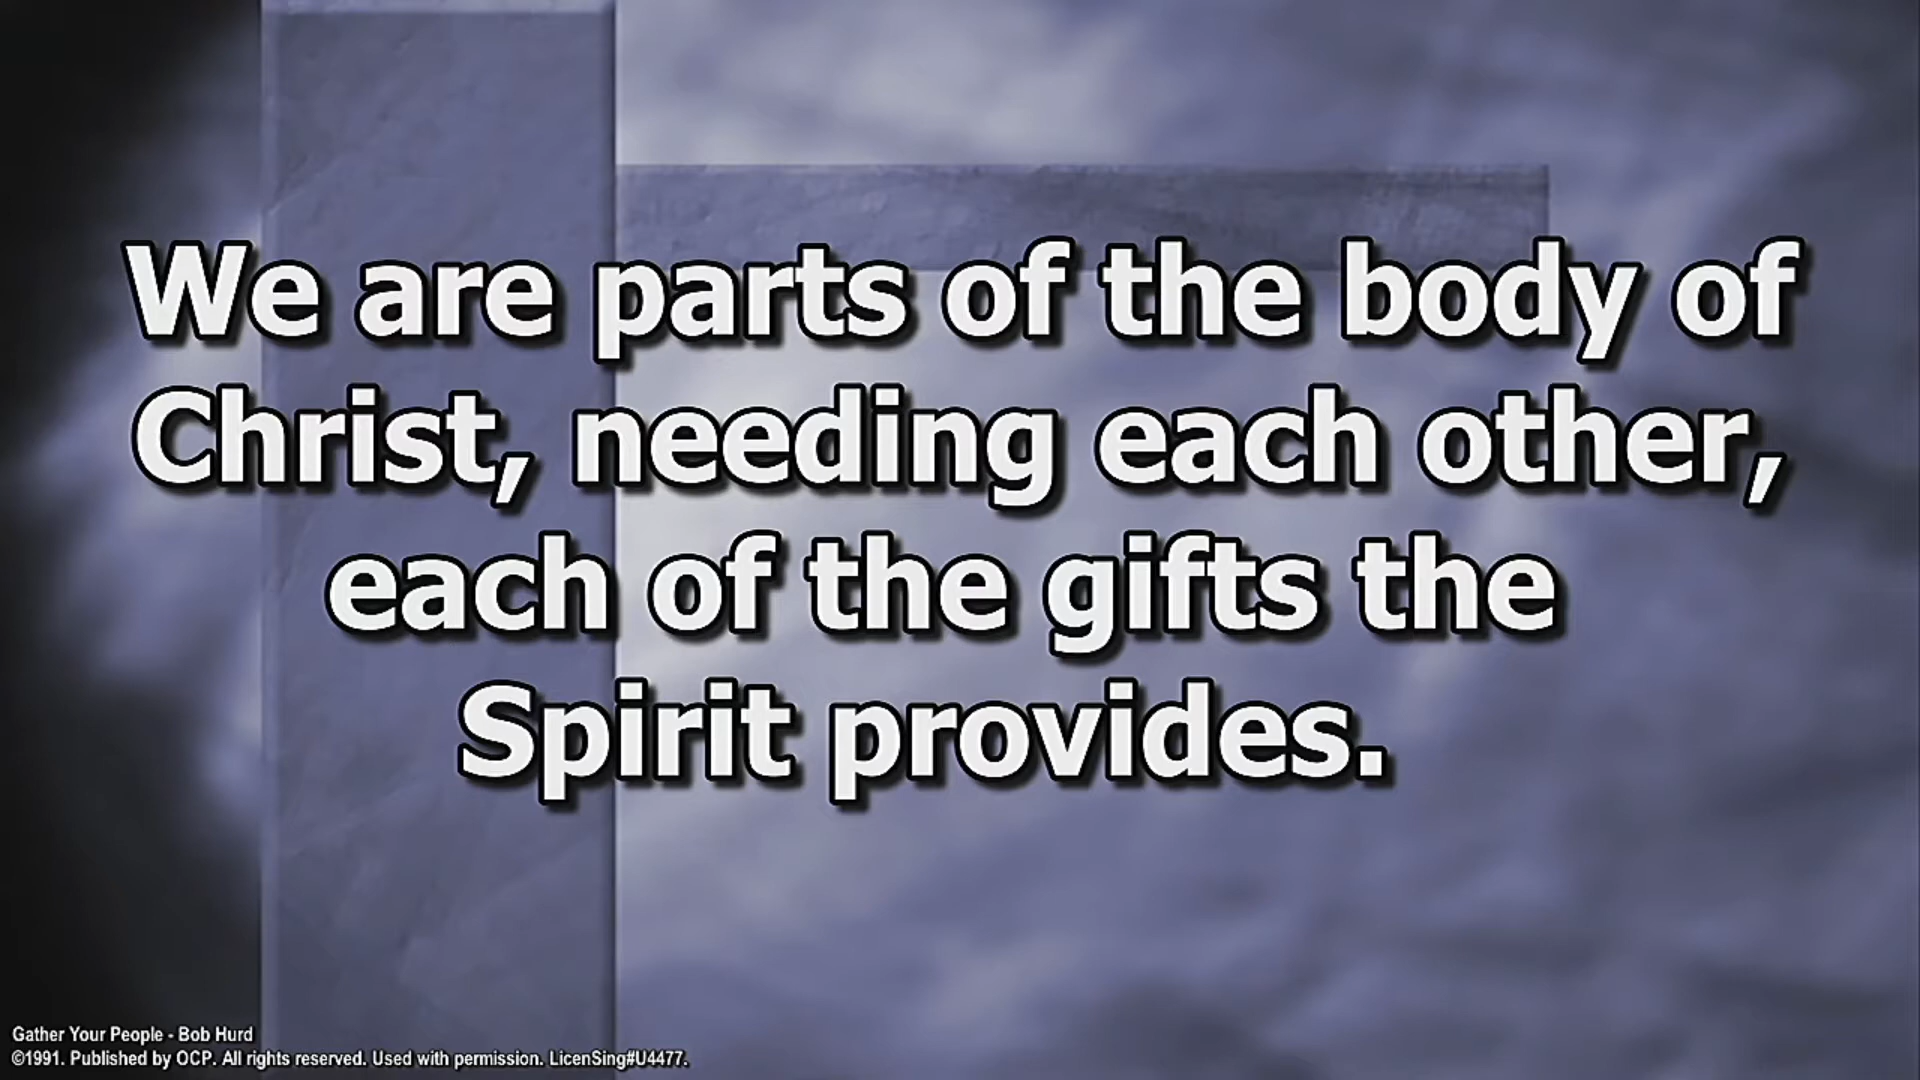 We are parts of the body of
Christ, needing each other,
each of the gifts the
Spirit provides.
Gather Your People - Bob Hurd
©1991. Published by OCP. All rights reserved. Used with permission. LicenSing#U4477.